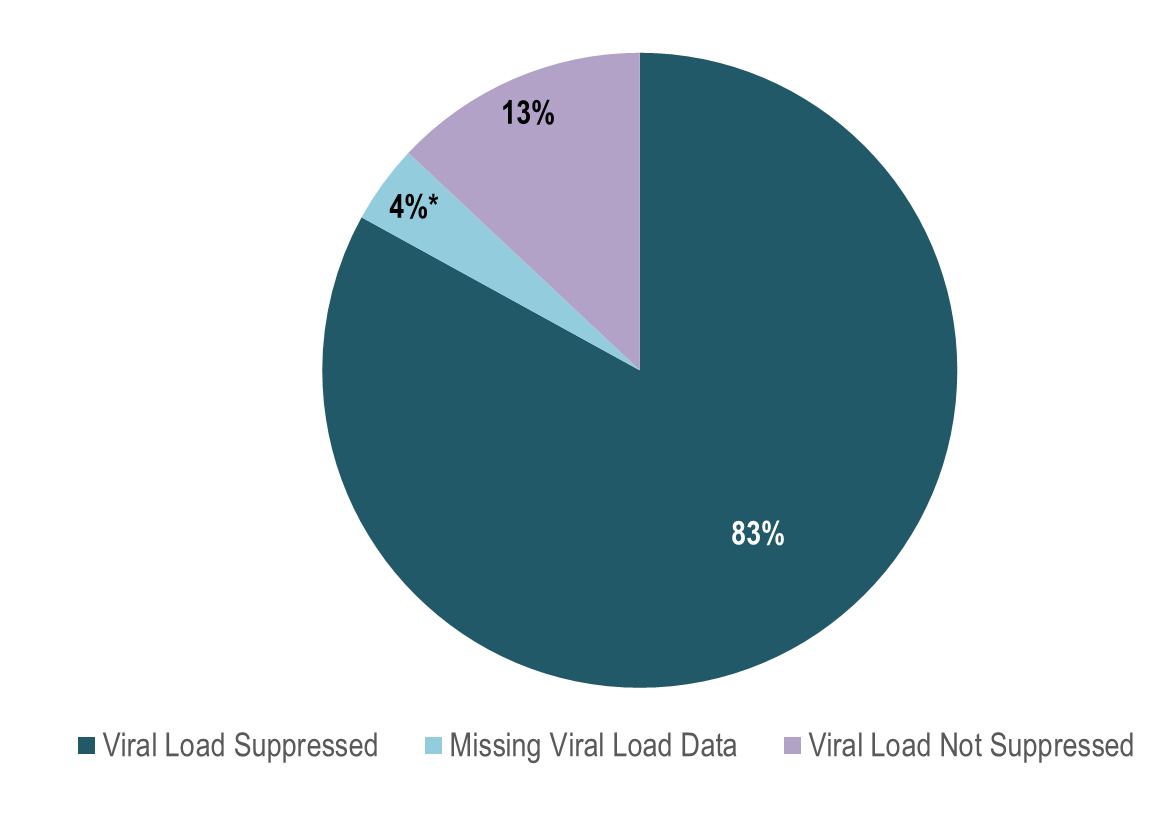 13%
4%*
83%
Viral Load Suppressed
Missing Viral Load Data
Viral Load Not Suppressed